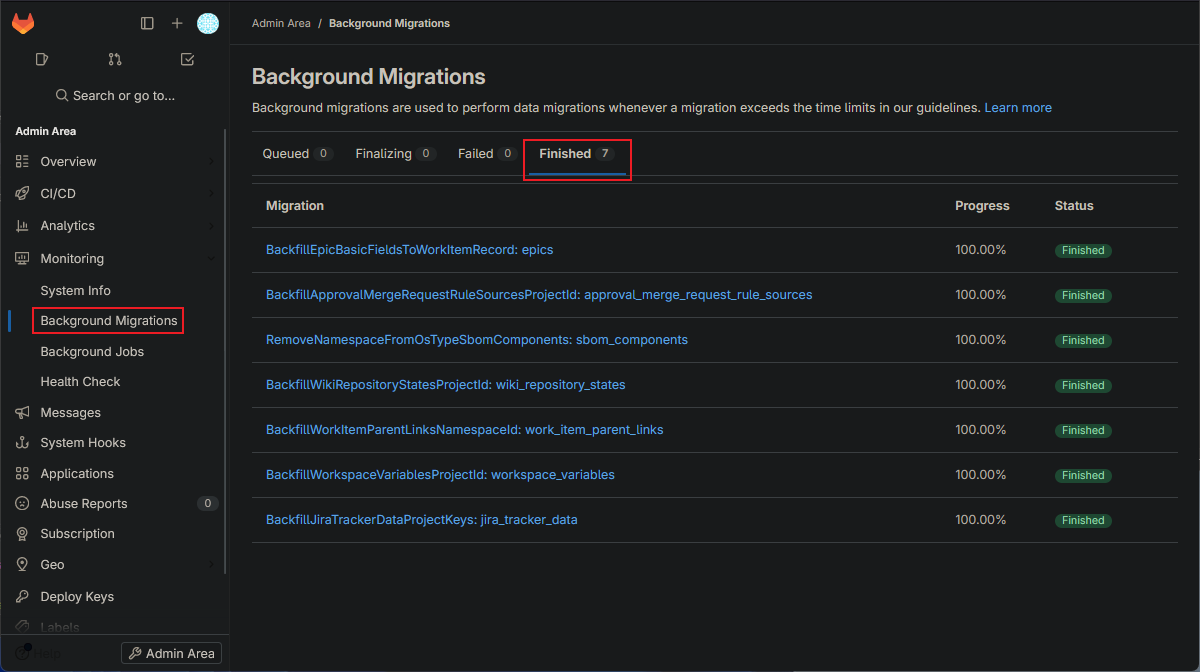 Admin Area / Background Migrations
Search or go to...
Admin Area
Overview
CI/CD
Analytics
Monitoring
System Info
Background Migrations
Background Jobs
Health Check
Messages
System Hooks
Applications
Abuse Reports 0
Subscription
Geo
Deploy Keys
Labels
Help
Admin Area
Background Migrations
Background migrations are used to perform data migrations whenever a migration exceeds the time limits in our guidelines. Learn more
Queued 0 Finalizing 0 Failed 0 Finished 7
Migration Progress Status
BackfillEpicBasicFieldsToWorkItemRecord: epics 100.00% Finished
BackfillApprovalMergeRequestRuleSourcesProjectId: approval_merge_request_rule_sources 100.00% Finished
RemoveNamespaceFromOsTypeSbomComponents: sbom_components 100.00% Finished
BackfillWikiRepositoryStatesProjectId: wiki_repository_states 100.00% Finished
BackfillWorkItemParentLinksNamespaceId: work_item_parent_links 100.00% Finished
BackfillWorkspaceVariablesProjectId: workspace_variables 100.00% Finished
BackfillJiraTrackerDataProjectKeys: jira_tracker_data 100.00% Finished